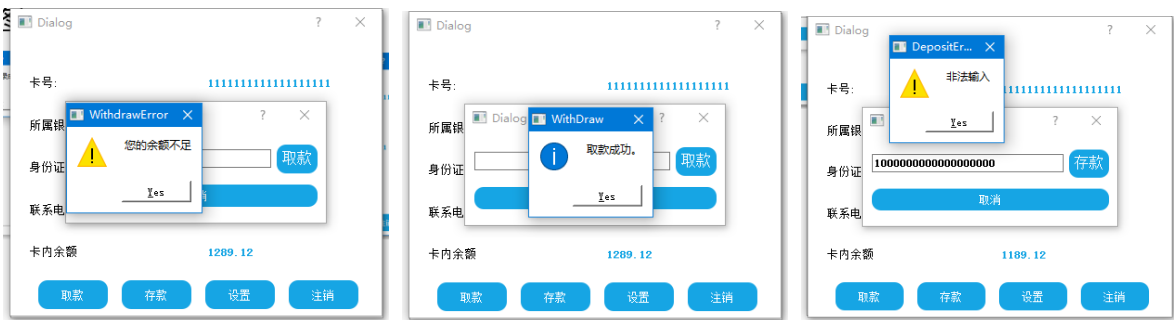 Dialog
?
卡号:
1111111111111111111
WithdrawError
?
所属银
您的余额不足
取款
身份证
Yes
消
联系电
卡内余额
1289.12
取款
存款
设置
注销
Dialog
?
卡号:
1111111111111111111
Dialog
WithDraw
?
所属银
取款成功。
取款
身份证
Yes
联系电
卡内余额
1289.12
取款
存款
设置
注销
Dialog
?
DepositEr...
非法输入
卡号:
1111111111111111111
Yes
?
所属银
1000000000000000000
存款
身份证
取消
联系电
卡内余额
1189.12
取款
存款
设置
注销